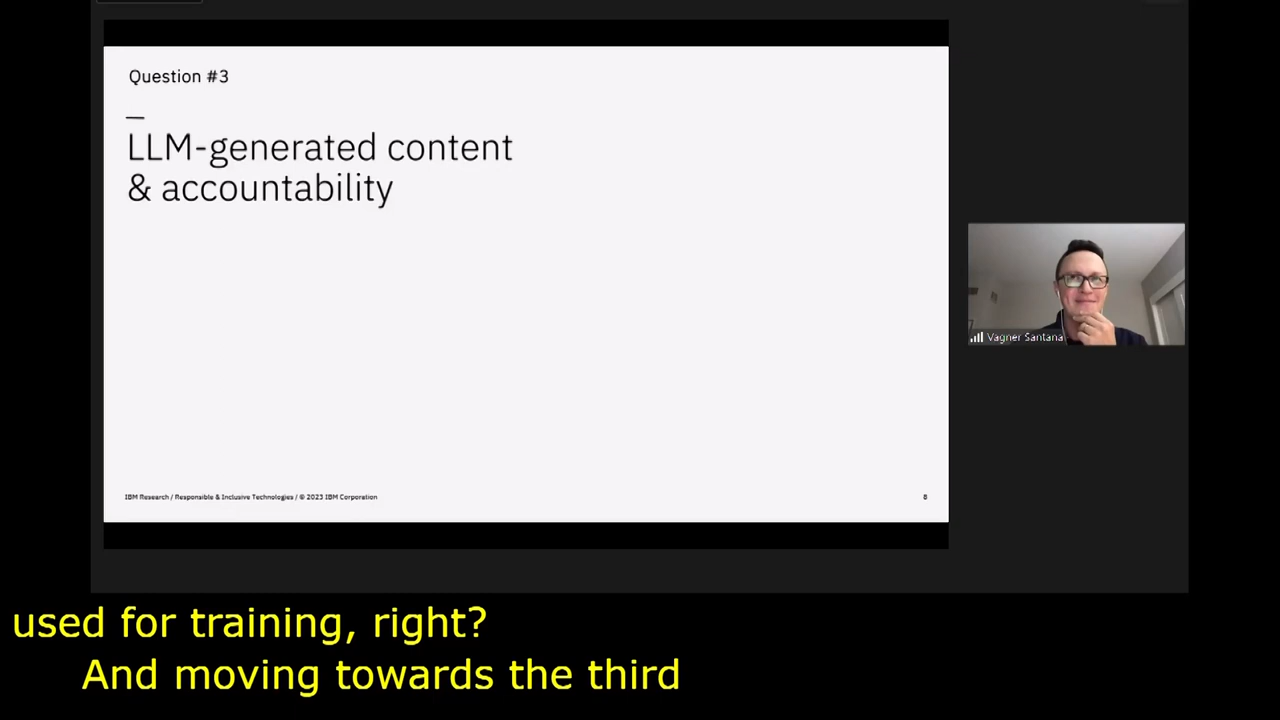 Question #3
LLM-generated content
& accountability
Vagner Santana
IBM Research / Responsible & Inclusive Technologies / © 2023 IBM Corporation
8
used for training, right?
And moving towards the third